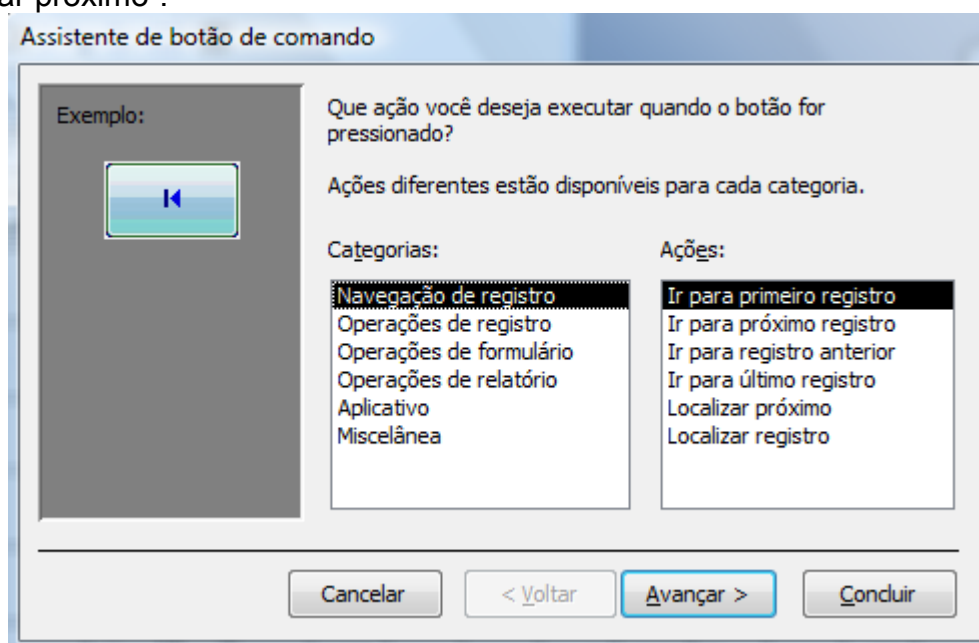 ar próximo".
Assistente de botão de comando
Exemplo:
Que ação você deseja executar quando o botão for
pressionado?
Ações diferentes estão disponíveis para cada categoria.
Categorias:
Navegação de registro
Operações de registro
Operações de formulário
Operações de relatório
Aplicativo
Miscelânea
Ações:
Ir para primeiro registro
Ir para próximo registro
Ir para registro anterior
Ir para último registro
Localizar próximo
Localizar registro
Cancelar
< Voltar
Avançar >
Concluir